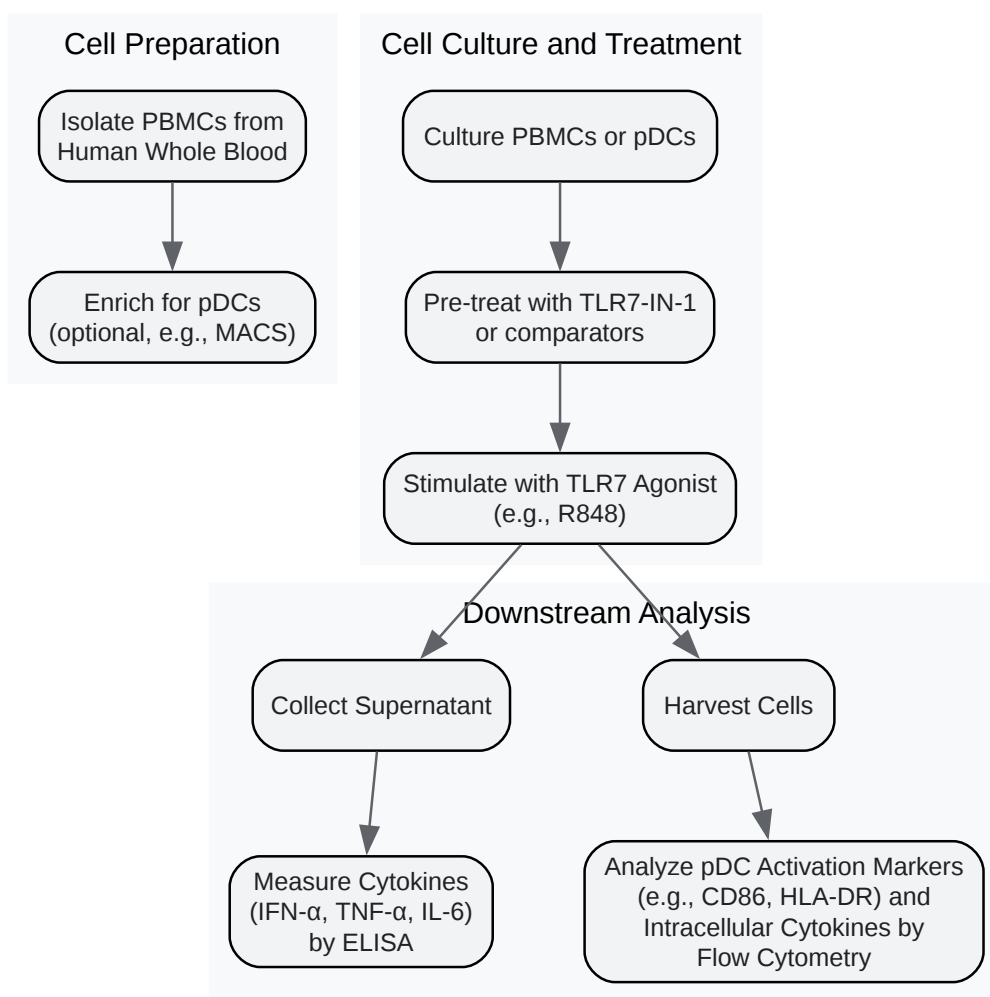 Cell Preparation
Isolate PBMCs from
Human Whole Blood
Enrich for pDCs
(optional, e.g., MACS)
Cell Culture and Treatment
Culture PBMCs or pDCs
Pre-treat with TLR7-IN-1
or comparators
Stimulate with TLR7 Agonist
(e.g., R848)
Downstream Analysis
Collect Supernatant
Measure Cytokines
(IFN-α, TNF-α, IL-6)
by ELISA
Harvest Cells
Analyze pDC Activation Markers
(e.g., CD86, HLA-DR) and
Intracellular Cytokines by
Flow Cytometry